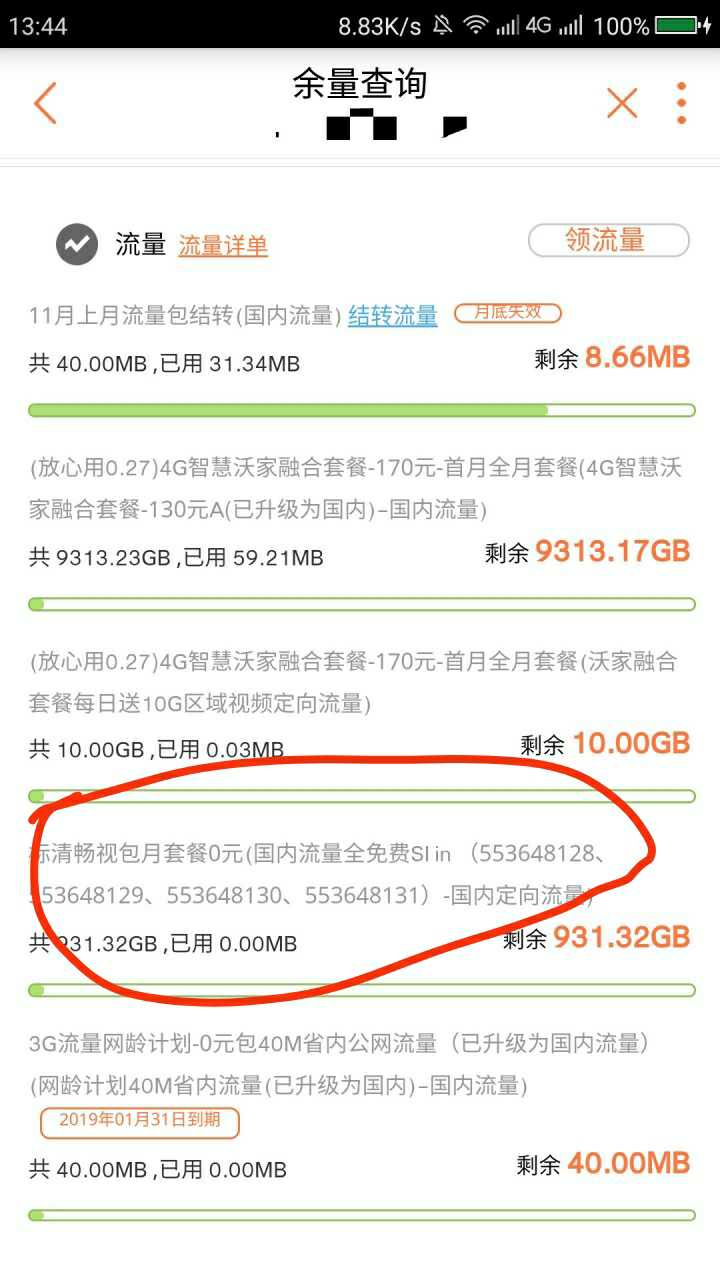 13:44 8.83K/s 4G 100%
余量查询
流量 流量详单 领流量
11月上月流量包结转(国内流量) 结转流量 月底失效
共 40.00MB ,已用 31.34MB 剩余 8.66MB
(放心用0.27)4G智慧沃家融合套餐-170元-首月全月套餐(4G智慧沃
家融合套餐-130元A(已升级为国内)-国内流量)
共 9313.23GB ,已用 59.21MB 剩余 9313.17GB
(放心用0.27)4G智慧沃家融合套餐-170元-首月全月套餐(沃家融合
套餐每日送10G区域视频定向流量)
共 10.00GB ,已用 0.03MB 剩余 10.00GB
标清畅视包月套餐0元(国内流量全免费SI in （553648128、
553648129、553648130、553648131）-国内定向流量)
共 931.32GB ,已用 0.00MB 剩余 931.32GB
3G流量网龄计划-0元包40M省内公网流量（已升级为国内流量）
(网龄计划40M省内流量(已升级为国内)-国内流量)
2019年01月31日到期
共 40.00MB ,已用 0.00MB 剩余 40.00MB